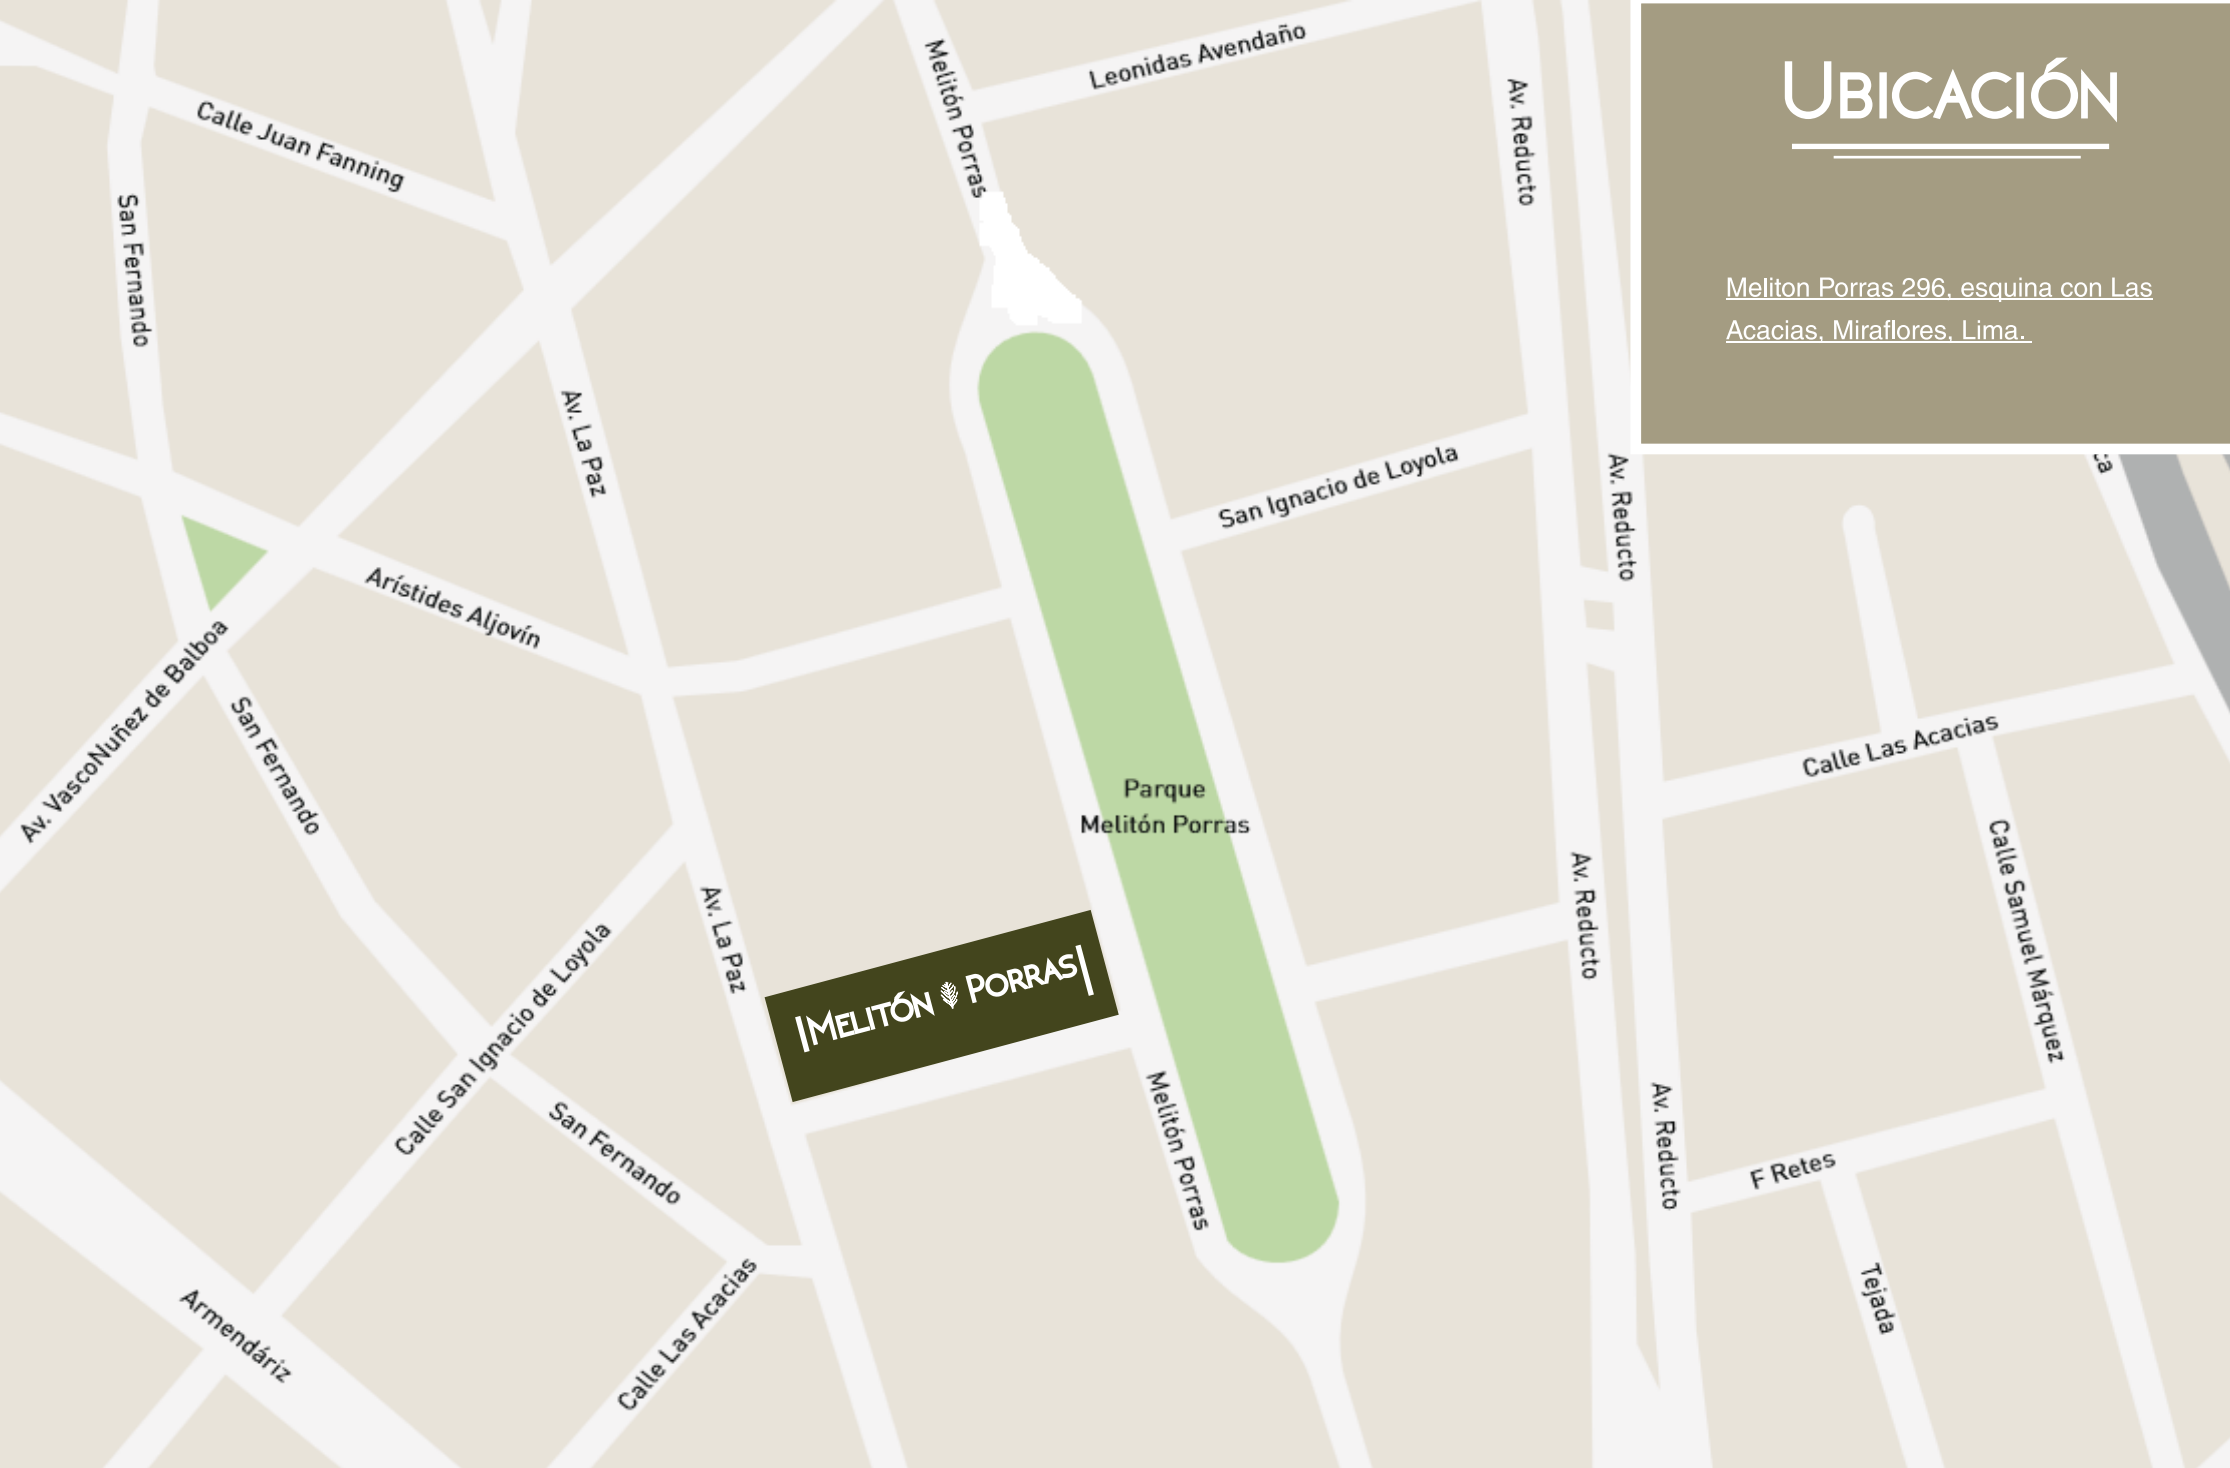 UBICACIÓN
Meliton Porras 296, esquina con Las
Acacias, Miraflores, Lima.
Melitón Porras
Leonidas Avendaño
Av. Reducto
Calle Juan Fanning
San Fernando
Av. La Paz
San Ignacio de Loyola
Av. Reducto
ca
Arístides Aljovín
Av. VascoNuñez de Balboa
San Fernando
Parque
Melitón Porras
Calle Las Acacias
Calle Samuel Márquez
Av. Reducto
Av. La Paz
MELITÓN PORRAS
Calle San Ignacio de Loyola
San Fernando
Melitón Porras
Av. Reducto
F Retes
Tejada
Calle Las Acacias
Armendáriz